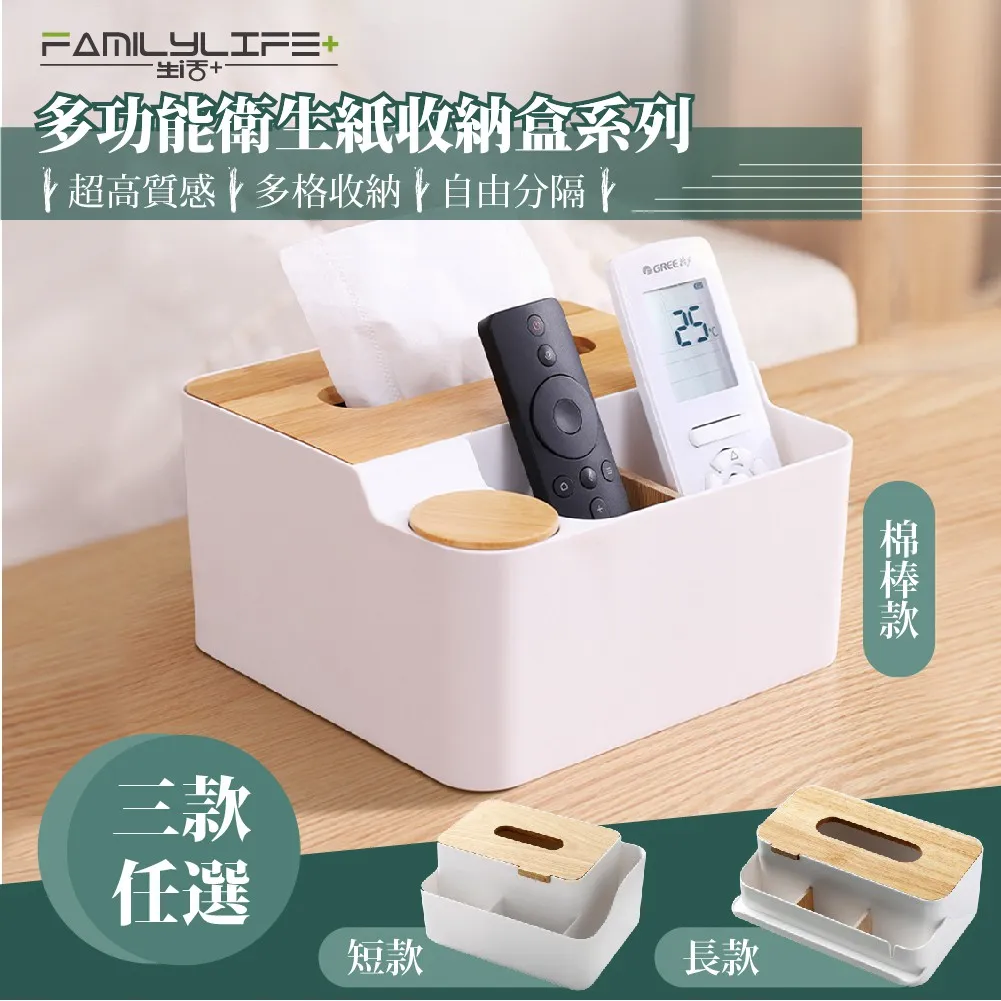 FAMILYLIFE+
生活+
多功能衛生紙收納盒系列
超高質感 多格收納 自由分隔
GREE
25℃
棉棒款
三款
任選
短款
長款